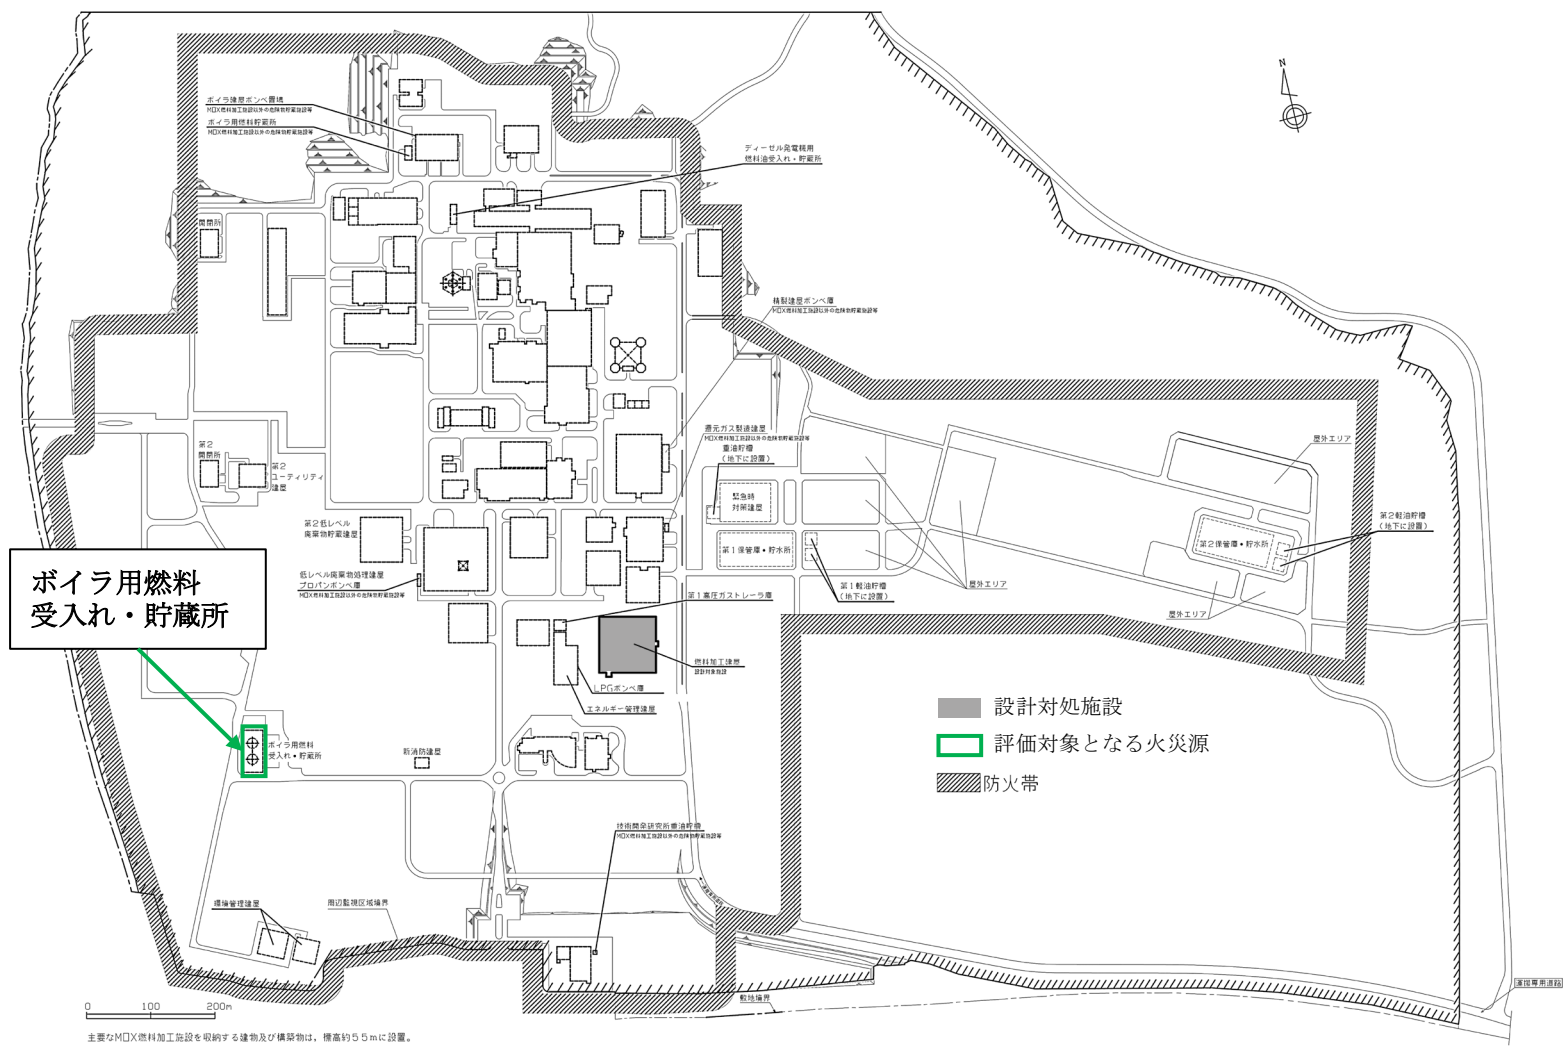 N
ボイラ建屋ボンベ置場
MOX燃料加工施設以外の危険物貯蔵施設等
ボイラ用燃料貯蔵所
MOX燃料加工施設以外の危険物貯蔵施設等
ディーゼル発電機用
燃料油受入れ・貯蔵所
開閉所
精製建屋ボンベ庫
MOX燃料加工施設以外の危険物貯蔵施設等
還元ガス製造建屋
MOX燃料加工施設以外の危険物貯蔵施設等
重油貯槽
(地下に設置)
屋外エリア
第2
開閉所
第2
ユーティリティ
建屋
緊急時
対策建屋
第2軽油貯槽
(地下に設置)
第2低レベル
廃棄物貯蔵建屋
第1保管庫・貯水所
第2保管庫・貯水所
ボイラ用燃料
受入れ・貯蔵所
低レベル廃棄物処理建屋
プロパンボンベ庫
MOX燃料加工施設以外の危険物貯蔵施設等
第1軽油貯槽
(地下に設置)
屋外エリア
第1高圧ガストレーラ庫
屋外エリア
燃料加工建屋
設計対象施設
LPGボンベ庫
エネルギー管理建屋
設計対処施設
評価対象となる火災源
防火帯
ボイラ用燃料
受入れ・貯蔵所
新消防建屋
技術開発研究所重油貯槽
MOX燃料加工施設以外の危険物貯蔵施設等
環境管理建屋
周辺監視区域境界
敷地境界
運搬専用道路
0 100 200m
主要なMOX燃料加工施設を収納する建物及び構築物は，標高約55mに設置。